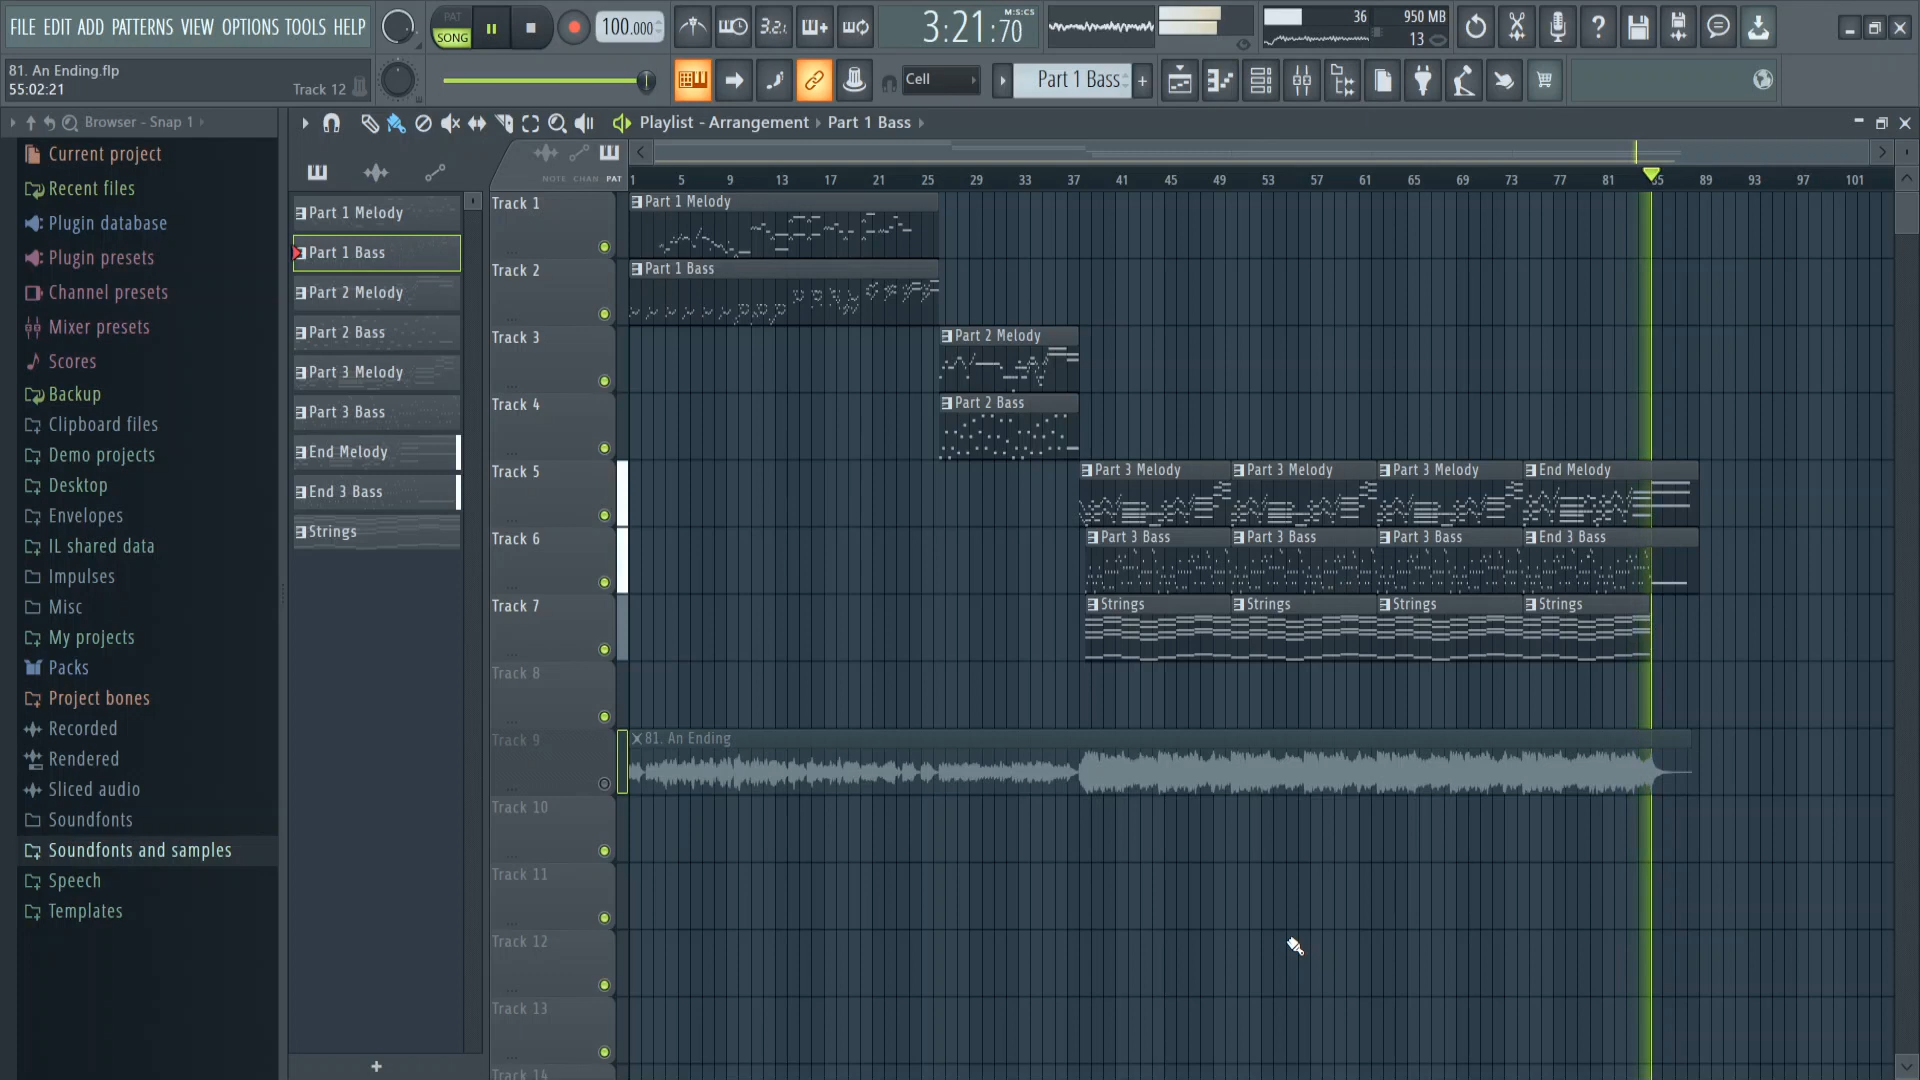 FILE EDIT ADD PATTERNS VIEW OPTIONS TOOLS HELP
PAT
SONG
100.000
3.2.
3:21:70
M:S:CS
36
950 MB
13
81. An Ending.flp
55:02:21
Track 12
Cell
Part 1 Bass
Browser - Snap 1
Playlist - Arrangement
Part 1 Bass
Current project
Recent files
Plugin database
Plugin presets
Channel presets
Mixer presets
Scores
Backup
Clipboard files
Demo projects
Desktop
Envelopes
IL shared data
Impulses
Misc
My projects
Packs
Project bones
Recorded
Rendered
Sliced audio
Soundfonts
Soundfonts and samples
Speech
Templates
Part 1 Melody
Part 1 Bass
Part 2 Melody
Part 2 Bass
Part 3 Melody
Part 3 Bass
End Melody
End 3 Bass
Strings
NOTE CHAN PAT
1 5 9 13 17 21 25 29 33 37 41 45 49 53 57 61 65 69 73 77 81 85 89 93 97 101
Track 1
Part 1 Melody
Track 2
Part 1 Bass
Track 3
Part 2 Melody
Track 4
Part 2 Bass
Track 5
Part 3 Melody Part 3 Melody Part 3 Melody End Melody
Track 6
Part 3 Bass Part 3 Bass Part 3 Bass End 3 Bass
Track 7
Strings Strings Strings Strings
Track 8
Track 9
81. An Ending
Track 10
Track 11
Track 12
Track 13
Track 14